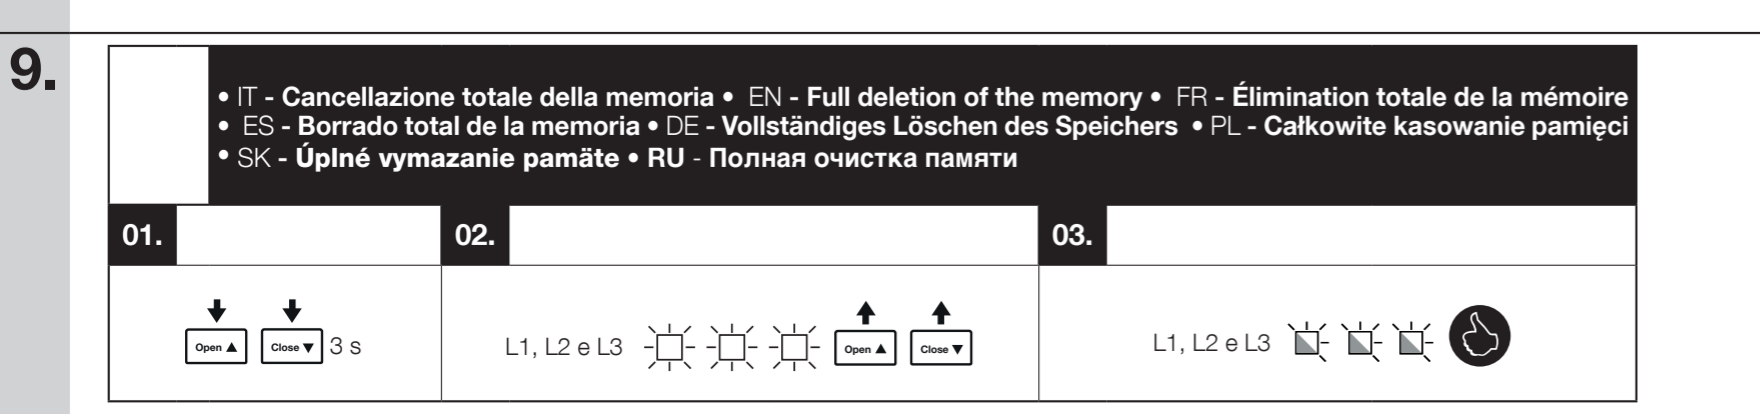 9.
• IT - Cancellazione totale della memoria • EN - Full deletion of the memory • FR - Élimination totale de la mémoire
• ES - Borrado total de la memoria • DE - Vollständiges Löschen des Speichers • PL - Całkowite kasowanie pamięci
• SK - Úplné vymazanie pamäte • RU - Полная очистка памяти
01. 02. 03.
Open ▲ Close ▼ 3 s
L1, L2 e L3 Open ▲ Close ▼
L1, L2 e L3